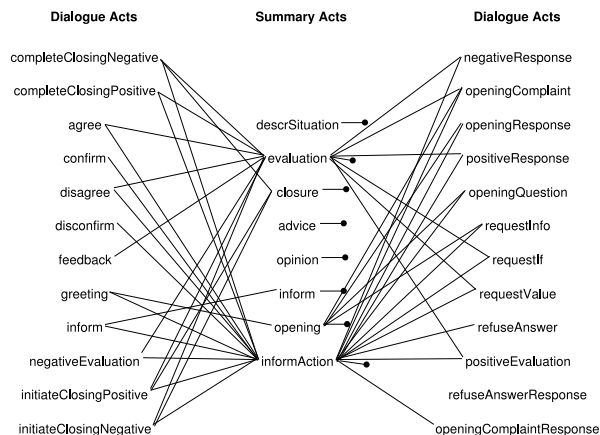 Dialogue Acts Summary Acts Dialogue Acts
completeClosingNegative negativeResponse
completeClosingPositive openingComplaint
agree descrSituation openingResponse
confirm evaluation positiveResponse
disagree closure openingQuestion
disconfirm advice requestInfo
feedback opinion requestIf
greeting inform requestValue
inform opening refuseAnswer
negativeEvaluation informAction positiveEvaluation
initiateClosingPositive refuseAnswerResponse
initiateClosingNegative openingComplaintResponse